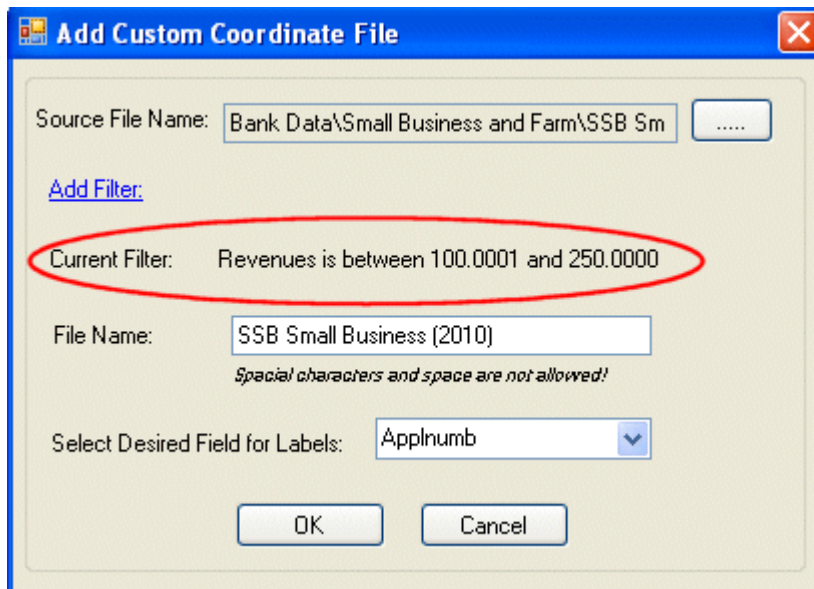 Add Custom Coordinate File
Source File Name: Bank Data\Small Business and Farm\SSB Sm .....
Add Filter:
Current Filter: Revenues is between 100.0001 and 250.0000
File Name: SSB Small Business (2010)
Spacial characters and space are not allowed!
Select Desired Field for Labels: Applnumb
OK Cancel